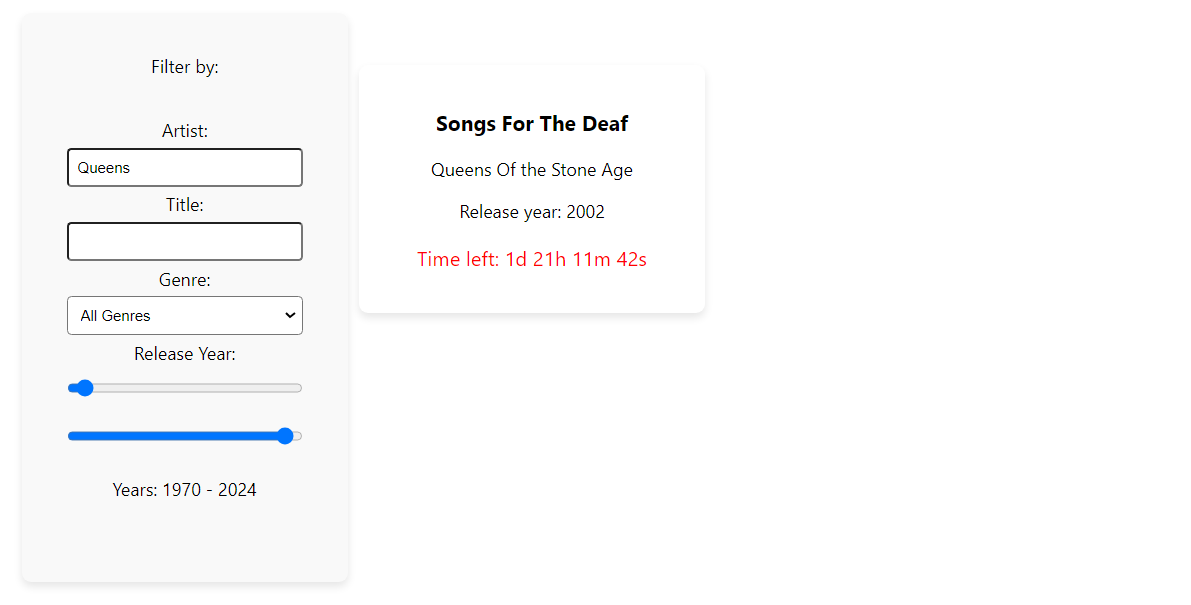 Filter by:
Artist:
Queens
Title:
Genre:
All Genres
Release Year:
Years: 1970 - 2024
Songs For The Deaf
Queens Of the Stone Age
Release year: 2002
Time left: 1d 21h 11m 42s